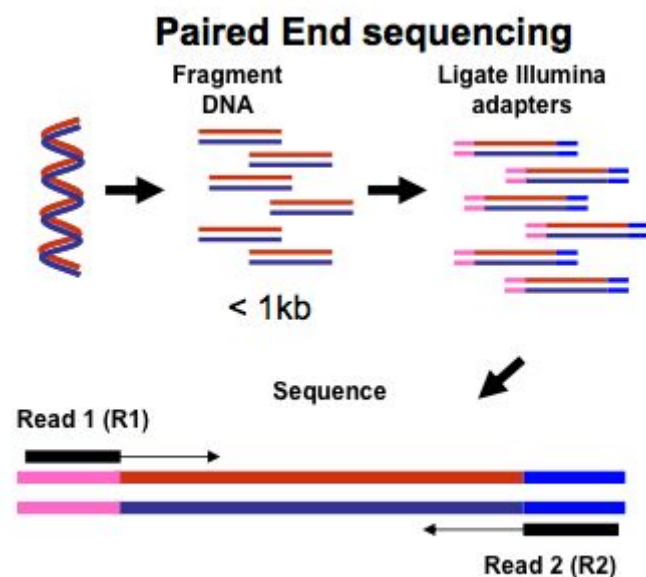 Paired End sequencing
Fragment
DNA
Ligate Illumina
adapters
< 1kb
Sequence
Read 1 (R1)
Read 2 (R2)